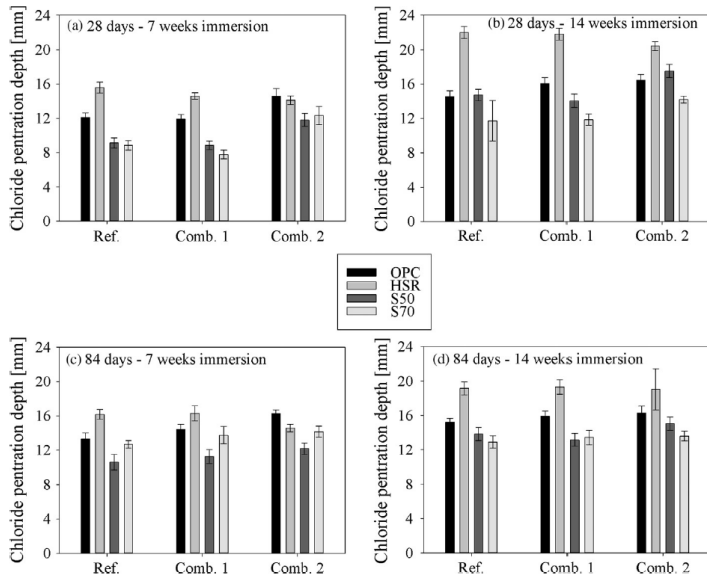 (a) 28 days - 7 weeks immersion
Chloride pentration depth [mm]
24
20
16
12
8
4
0
Ref.
Comb. 1
Comb. 2
(b) 28 days - 14 weeks immersion
Chloride pentration depth [mm]
24
20
16
12
8
4
0
Ref.
Comb. 1
Comb. 2
OPC
HSR
S50
S70
(c) 84 days - 7 weeks immersion
Chloride pentration depth [mm]
24
20
16
12
8
4
0
Ref.
Comb. 1
Comb. 2
(d) 84 days - 14 weeks immersion
Chloride pentration depth [mm]
24
20
16
12
8
4
0
Ref.
Comb. 1
Comb. 2